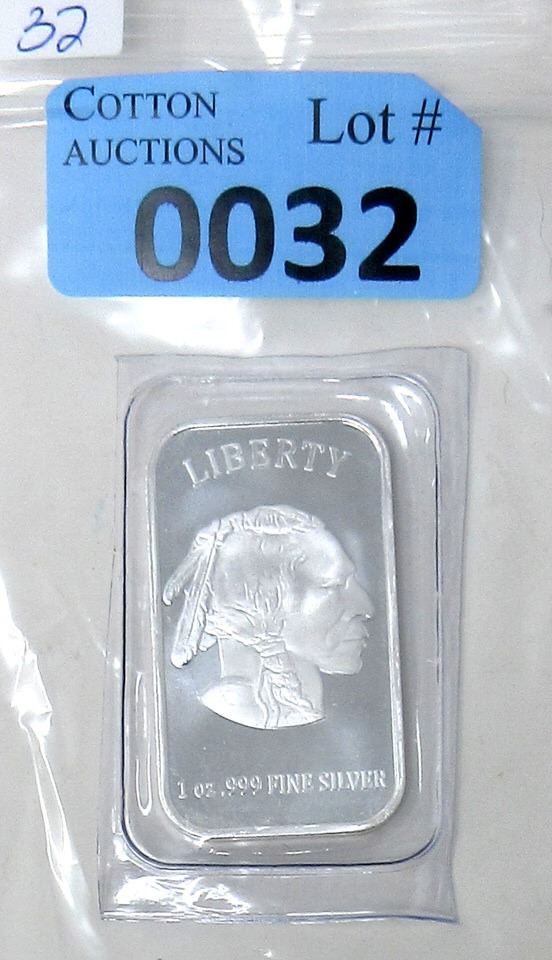 32
COTTON
AUCTIONS
Lot #
0032
LIBERTY
1 oz .999 FINE SILVER